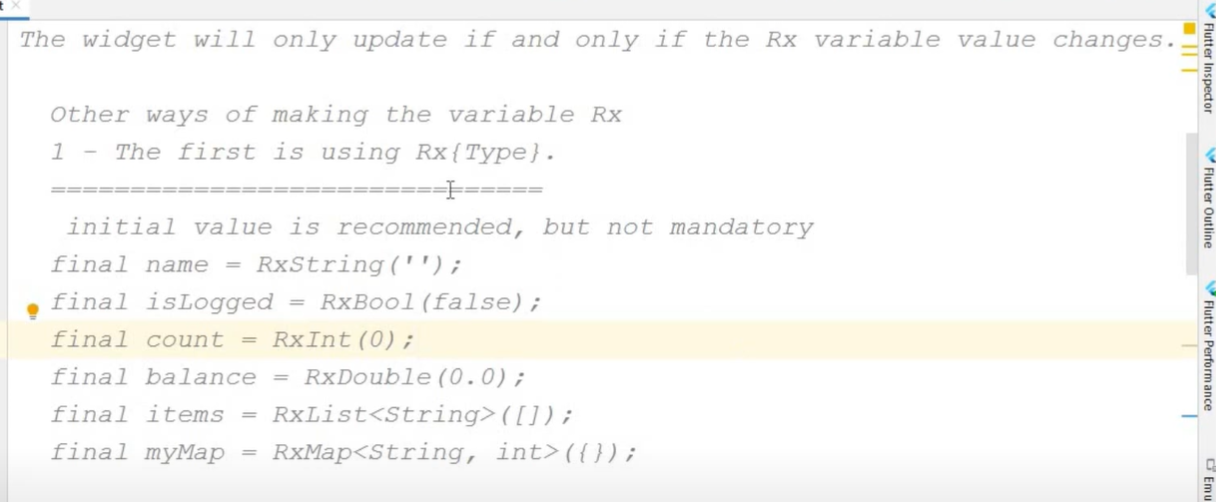 t
The widget will only update if and only if the Rx variable value changes.
Other ways of making the variable Rx
1 - The first is using Rx{Type}.
===============================
initial value is recommended, but not mandatory
final name = RxString('');
final isLogged = RxBool(false);
final count = RxInt(0);
final balance = RxDouble(0.0);
final items = RxList<String>([]);
final myMap = RxMap<String, int>({});
Flutter Inspector
Flutter Outline
Flutter Performance
Emu